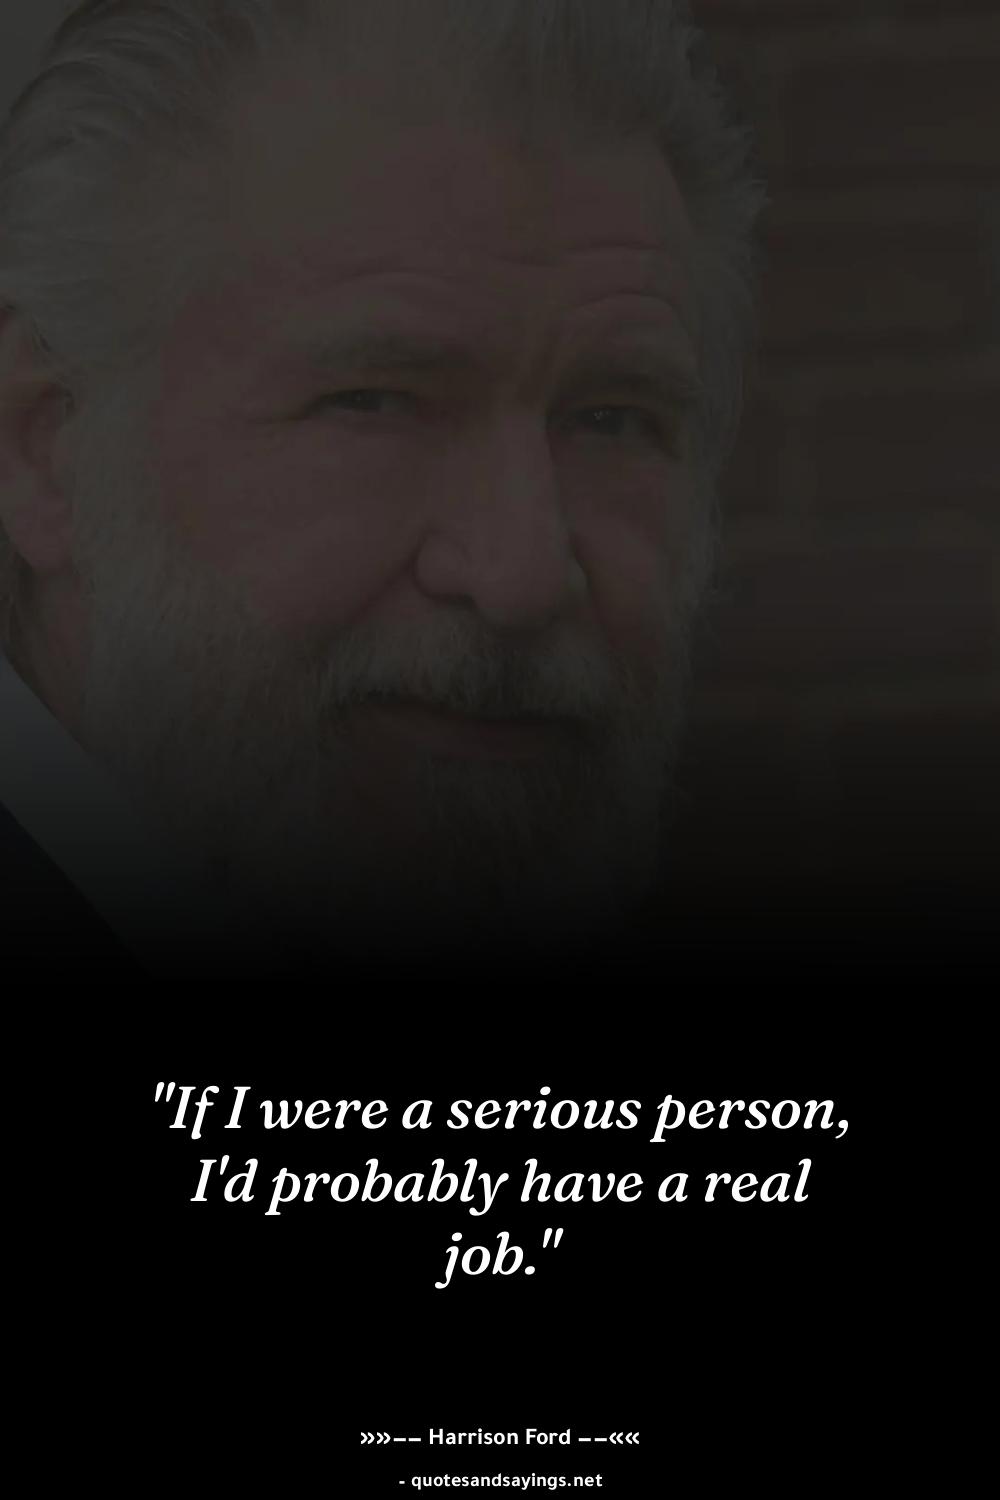 "If I were a serious person,
I'd probably have a real
job."
»»−− Harrison Ford −−««
- quotesandsayings.net